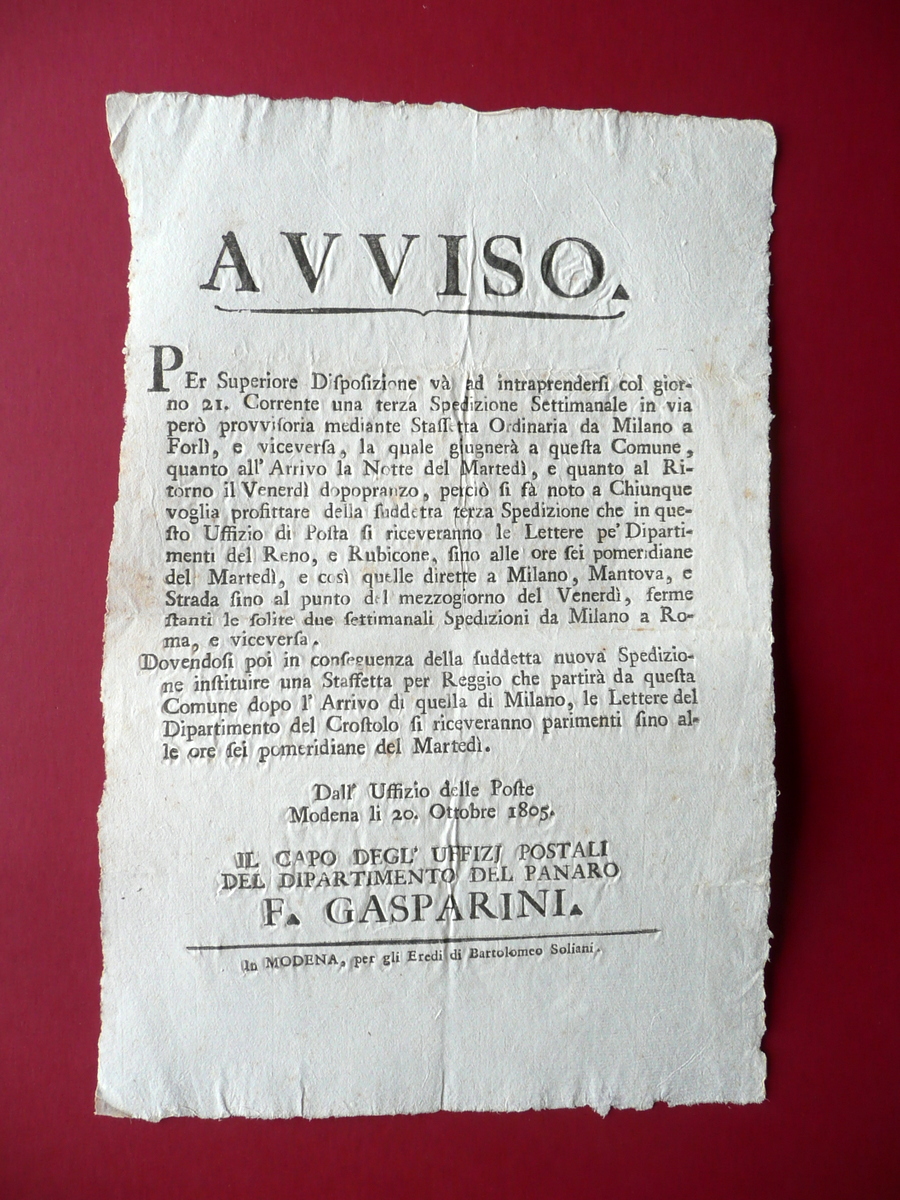 AVVISO.
PEr Superiore Diſpoſizione và ad intraprenderſi col gior-
no 21. Corrente una terza Spedizione Settimanale in via
però provviſoria mediante Staffetta Ordinaria da Milano a
Forlì, e viceverſa, la quale giugnerà a queſta Comune,
quanto all' Arrivo la Notte del Martedì, e quanto al Ri-
torno il Venerdì dopopranzo, perciò ſi fà noto a Chiunque
voglia profittare della ſuddetta terza Spedizione che in que-
ſto Uffizio di Poſta ſi riceveranno le Lettere pe' Diparti-
menti del Reno, e Rubicone, ſino alle ore ſei pomeridiane
del Martedì, e così quelle dirette a Milano, Mantova, e
Strada ſino al punto del mezzogiorno del Venerdì, ferme
ſtanti le ſolite due ſettimanali Spedizioni da Milano a Ro-
ma, e viceverſa.
Dovendoſi poi in conſeguenza della ſuddetta nuova Spedizio-
ne inſtituire una Staffetta per Reggio che partirà da queſta
Comune dopo l' Arrivo di quella di Milano, le Lettere del
Dipartimento del Croſtolo ſi riceveranno parimenti ſino al-
le ore ſei pomeridiane del Martedì.
Dall' Uffizio delle Poſte
Modena li 20. Ottobre 1805.
IL CAPO DEGL' UFFIZJ POSTALI
DEL DIPARTIMENTO DEL PANARO
F. GASPARINI.
In MODENA, per gli Eredi di Bartolomeo Soliani.